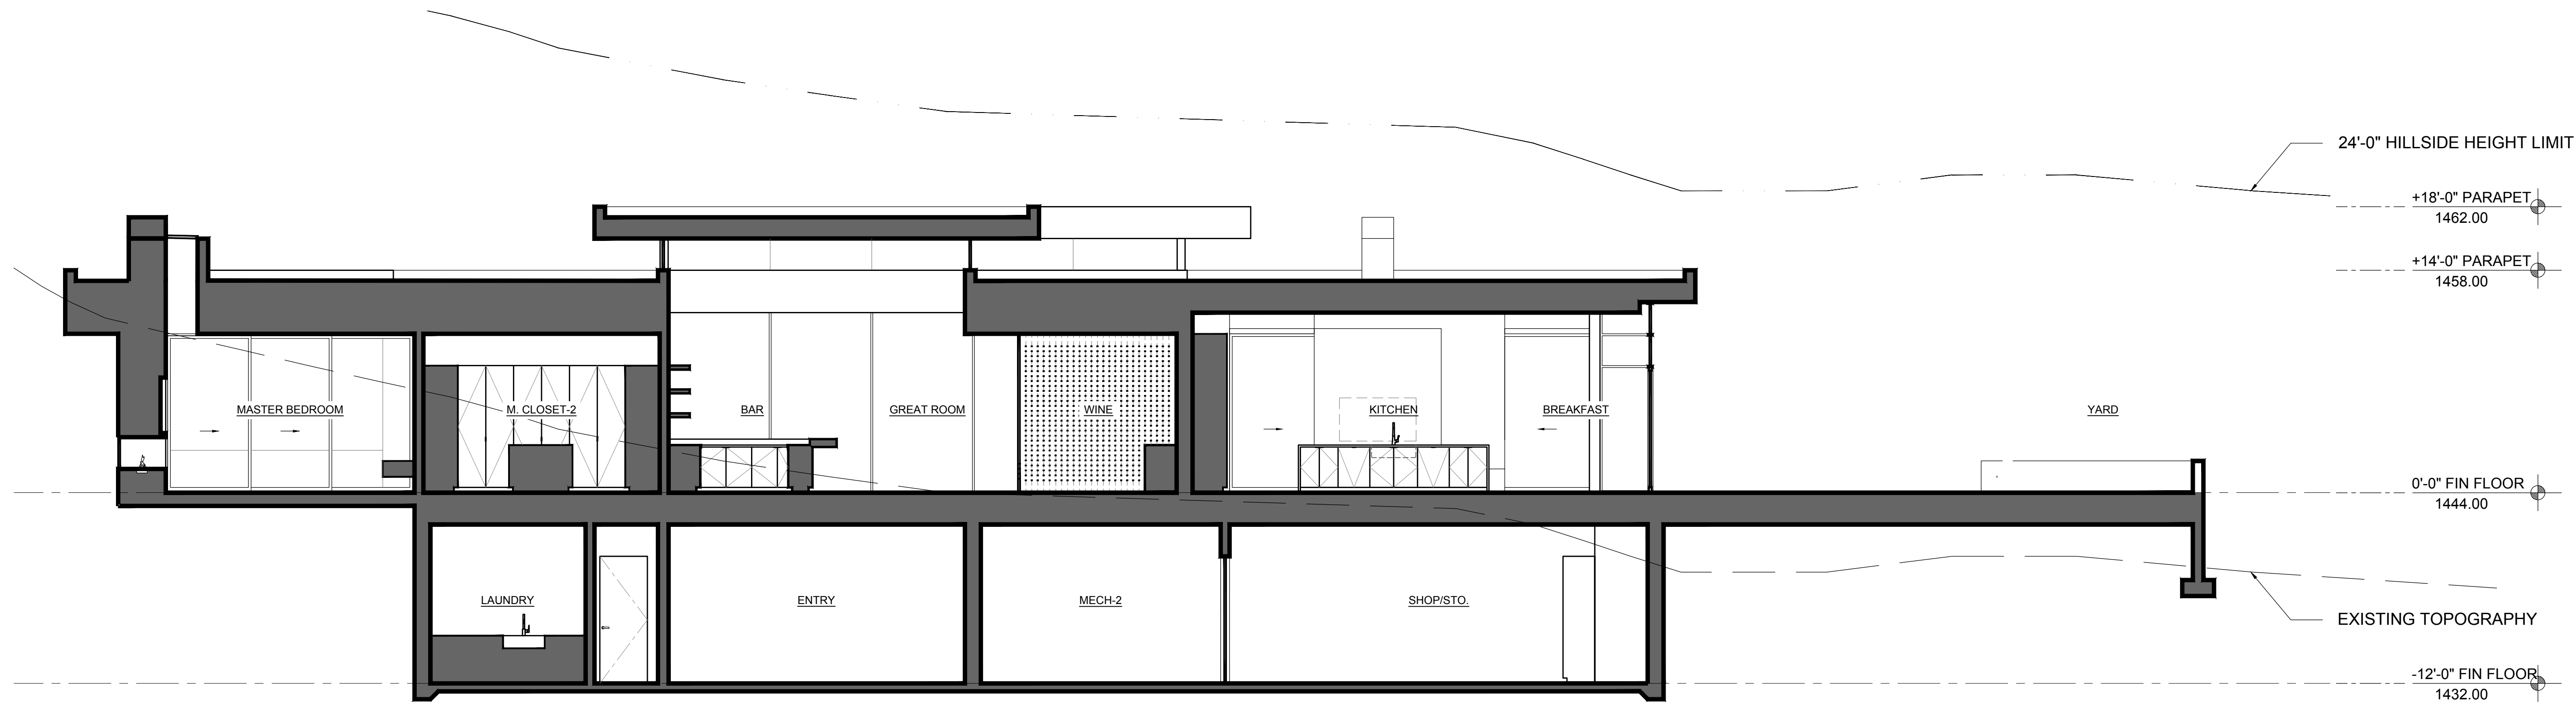 24'-0" HILLSIDE HEIGHT LIMIT
+18'-0" PARAPET
1462.00
+14'-0" PARAPET
1458.00
MASTER BEDROOM
M. CLOSET-2
BAR
GREAT ROOM
WINE
KITCHEN
BREAKFAST
YARD
0'-0" FIN FLOOR
1444.00
LAUNDRY
ENTRY
MECH-2
SHOP/STO.
EXISTING TOPOGRAPHY
-12'-0" FIN FLOOR
1432.00